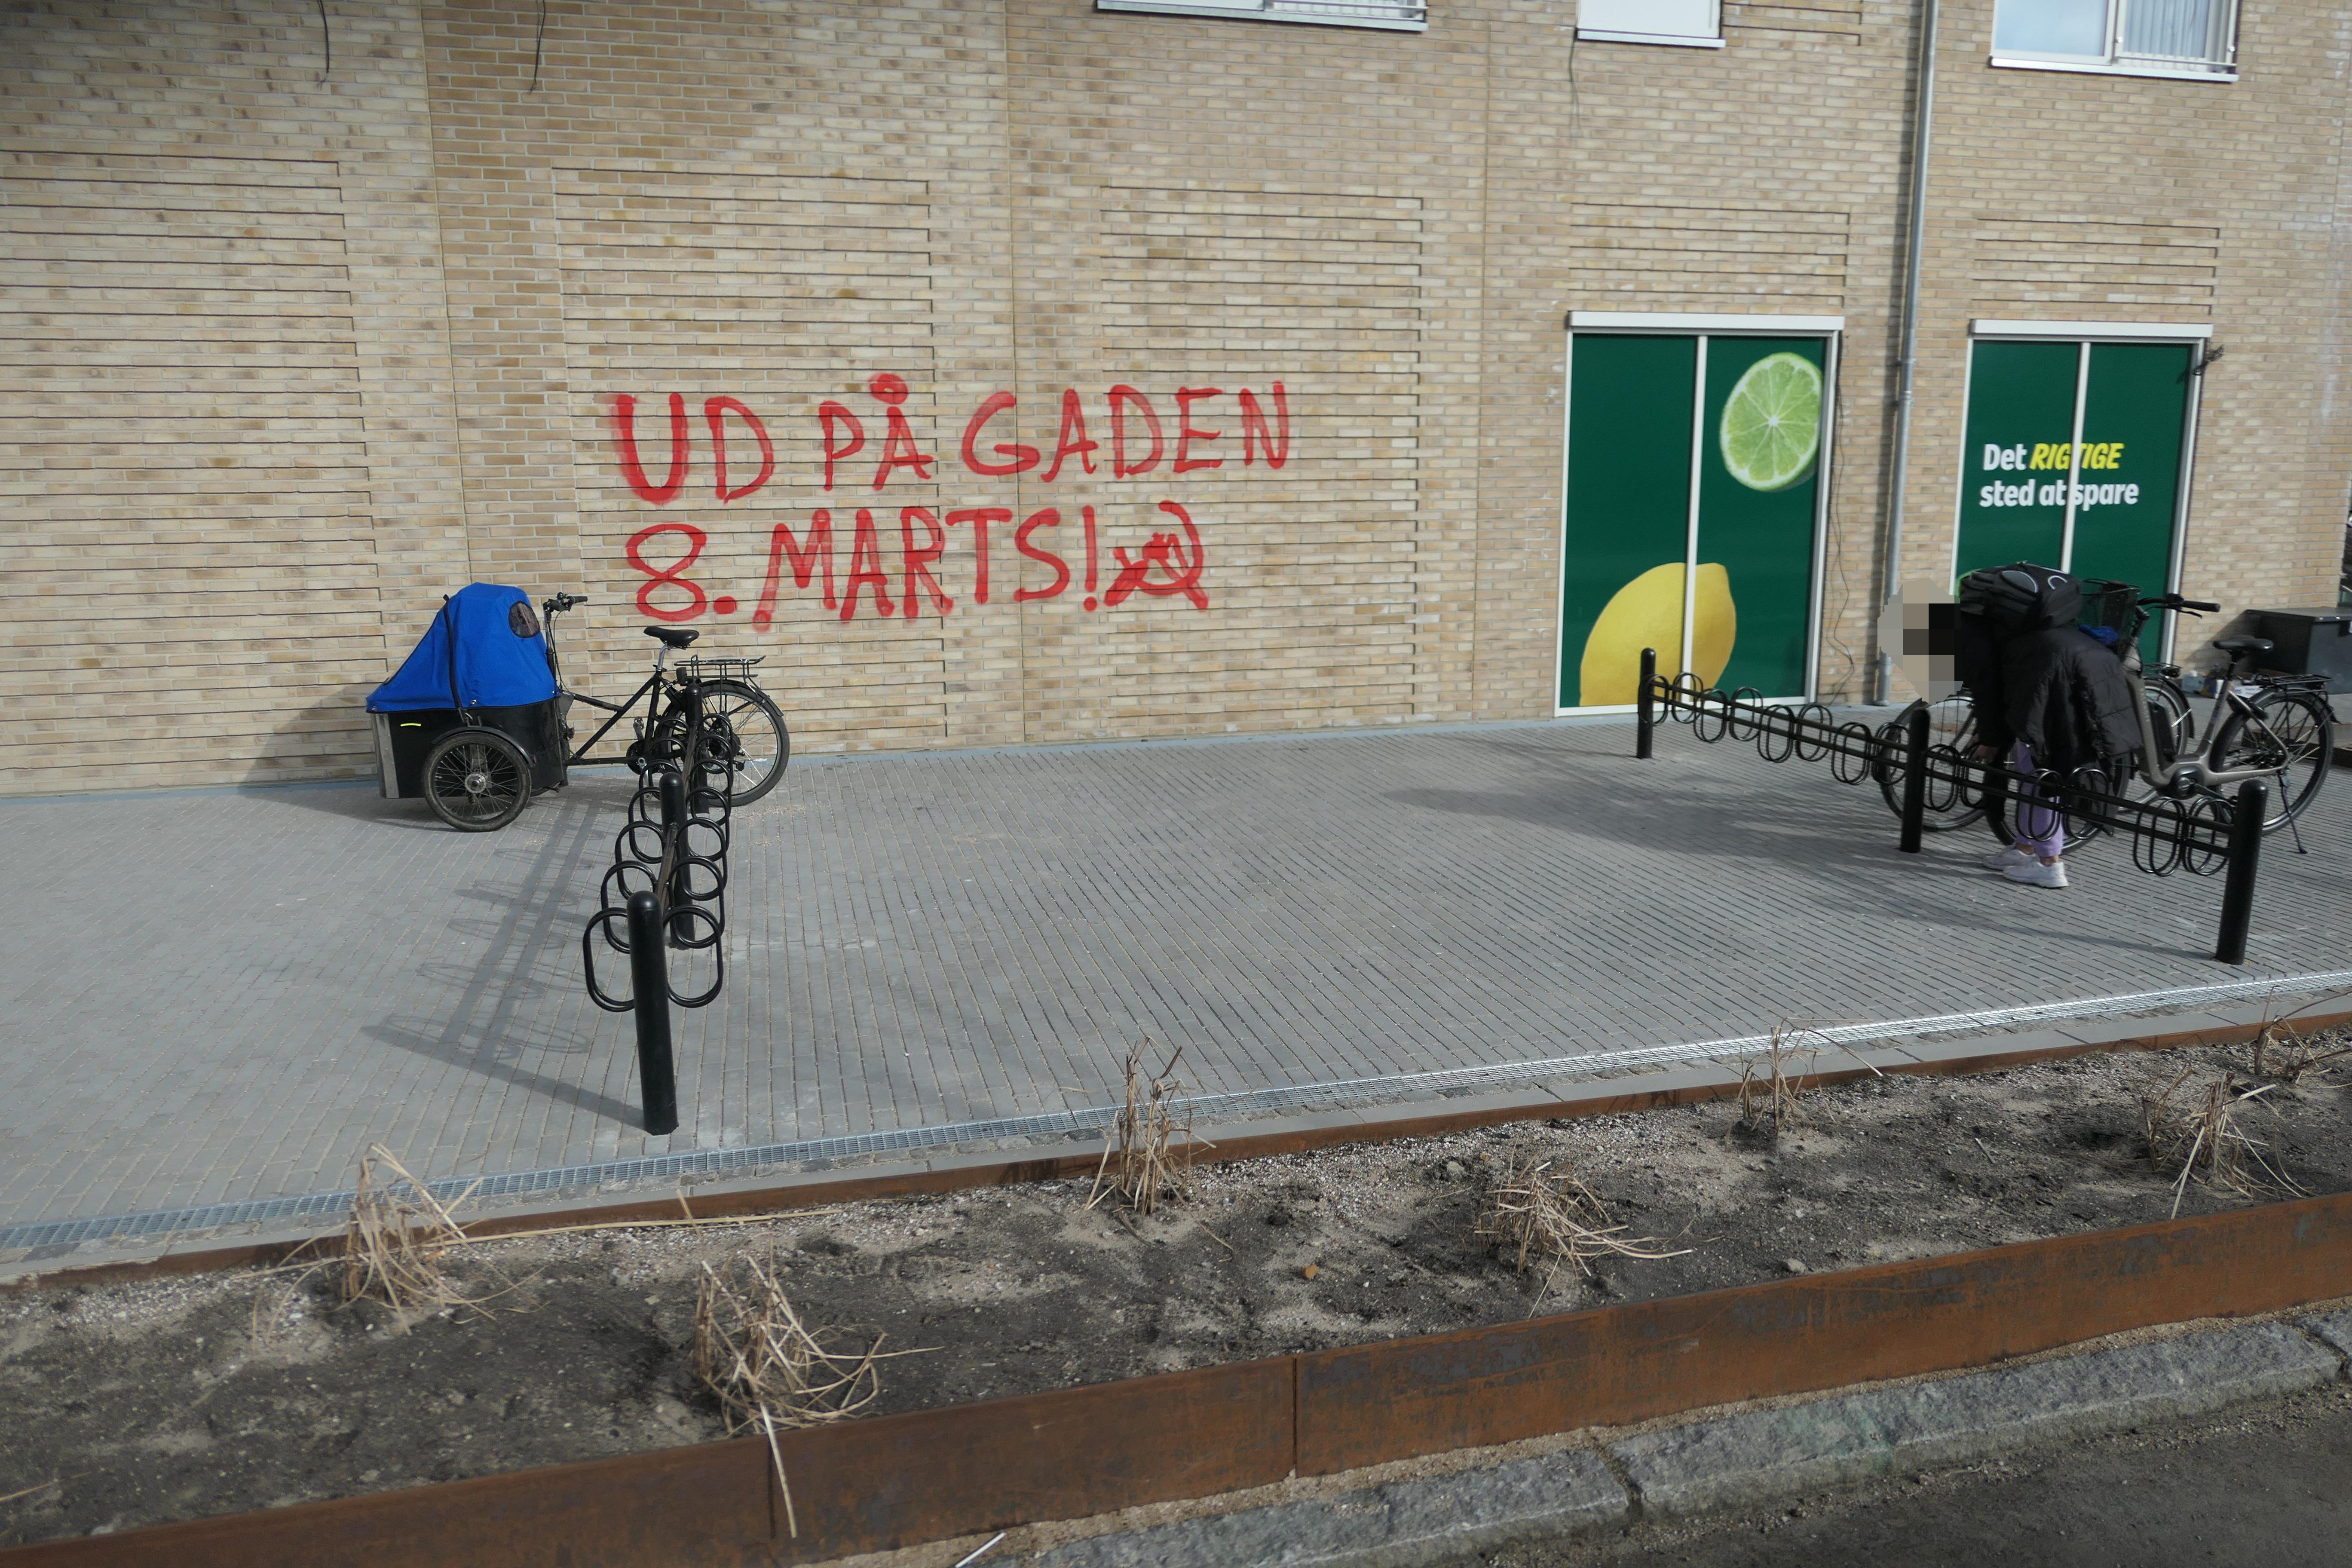 UD PÅ GADEN
8. MARTS!
Det RIGTIGE
sted at spare